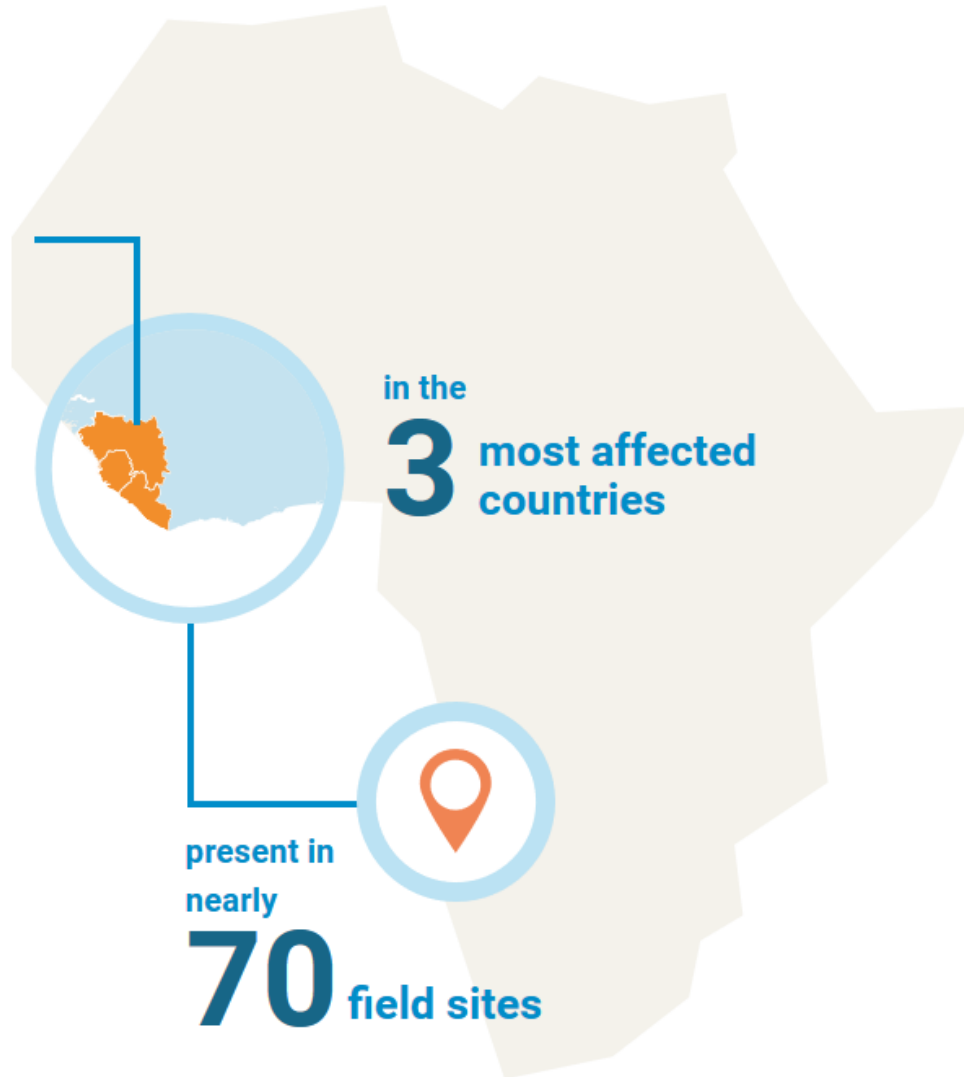 in the
3 most affected
countries
present in
nearly
70 field sites